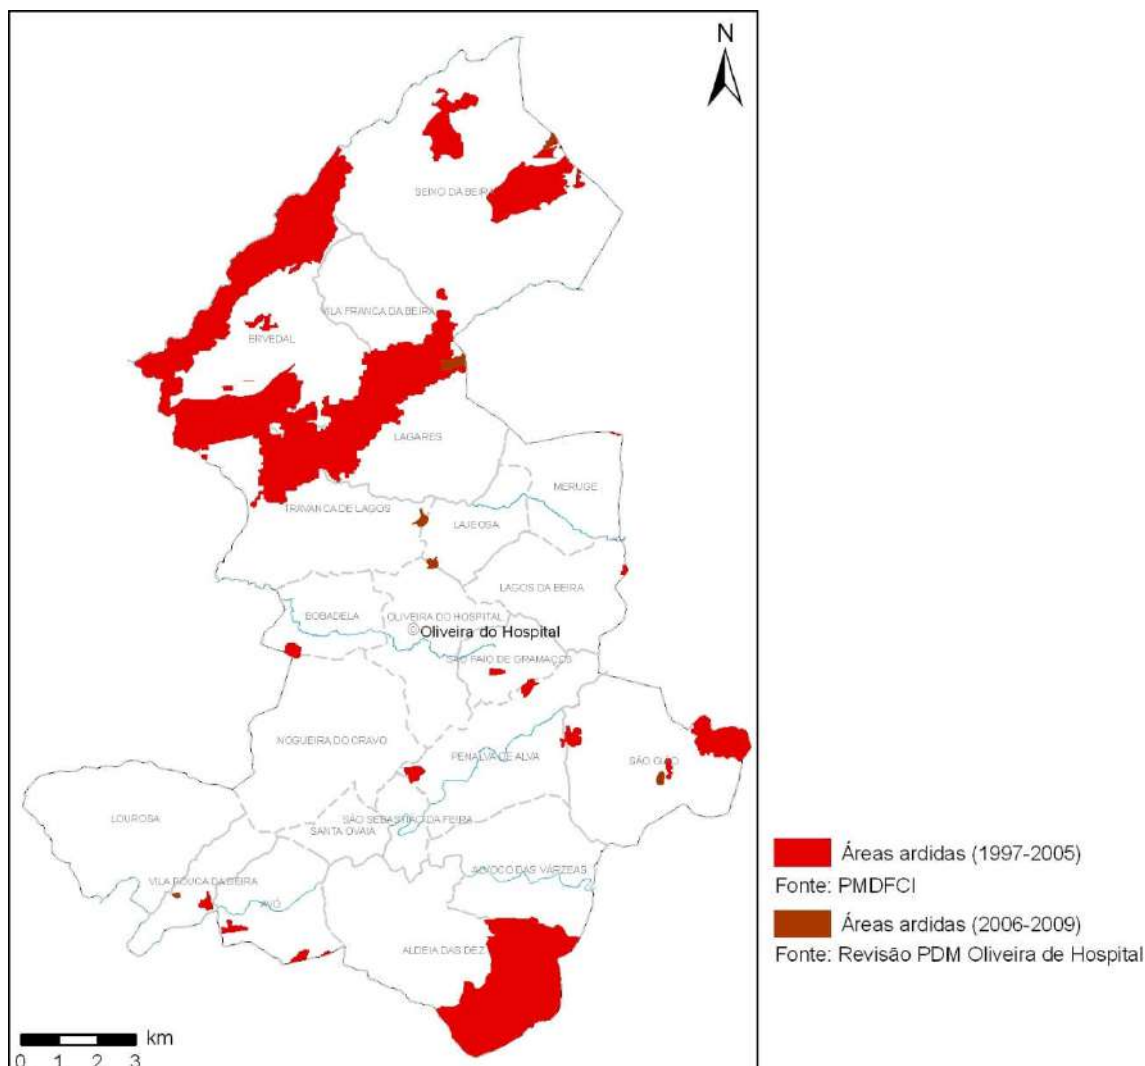 N
SEIXO DA BEIRA
VILA FRANCA DA BEIRA
ERVEDAL
LAGARES
MERUGE
TRAVANCA DE LAGOS
LAJEOSA
LAGOS DA BEIRA
BOBADELA
OLIVEIRA DO HOSPITAL
Oliveira do Hospital
SÃO PAIO DE GRAMAÇOS
NOGUEIRA DO CRAVO
PENALVA DE ALVA
SÃO GIÃO
LOUROSA
SÃO SEBASTIÃO DA FEIRA
SANTA OVAIA
ALVOCO DAS VÁRZEAS
VILA POUCA DA BEIRA
AVÔ
ALDEIA DAS DEZ
Áreas ardidas (1997-2005)
Fonte: PMDFCI
Áreas ardidas (2006-2009)
Fonte: Revisão PDM Oliveira de Hospital
km
0 1 2 3